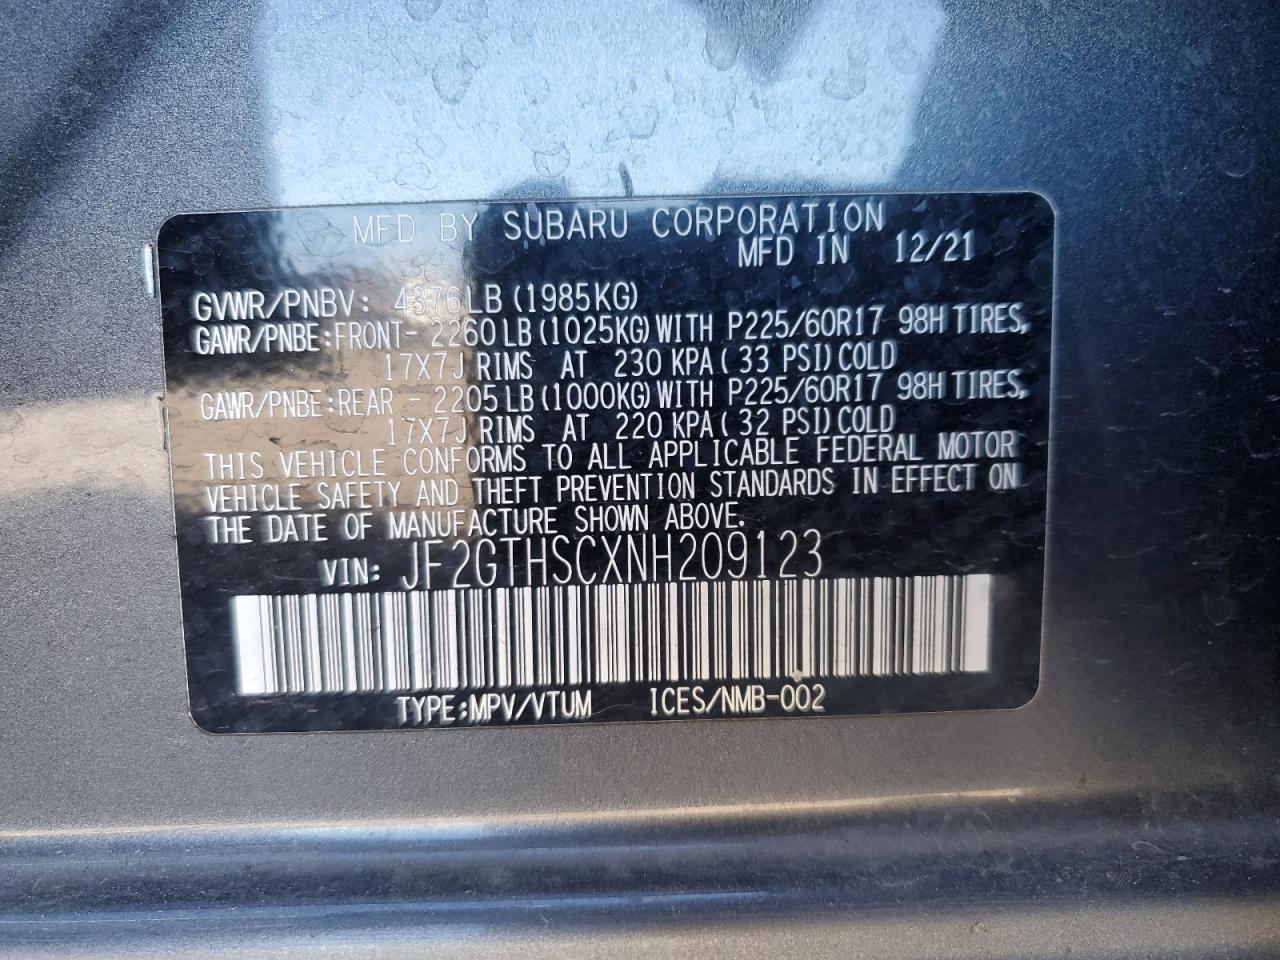 MFD BY SUBARU CORPORATION
MFD IN 12/21
GVWR/PNBV: 4376LB (1985KG)
GAWR/PNBE:FRONT- 2260LB (1025KG) WITH P225/60R17 98H TIRES,
17X7J RIMS AT 230 KPA (33 PSI) COLD
GAWR/PNBE:REAR - 2205LB (1000KG) WITH P225/60R17 98H TIRES,
17X7J RIMS AT 220 KPA (32 PSI) COLD
THIS VEHICLE CONFORMS TO ALL APPLICABLE FEDERAL MOTOR
VEHICLE SAFETY AND THEFT PREVENTION STANDARDS IN EFFECT ON
THE DATE OF MANUFACTURE SHOWN ABOVE.
VIN: JF2GTHSCXNH209123
TYPE:MPV/VTUM ICES/NMB-002